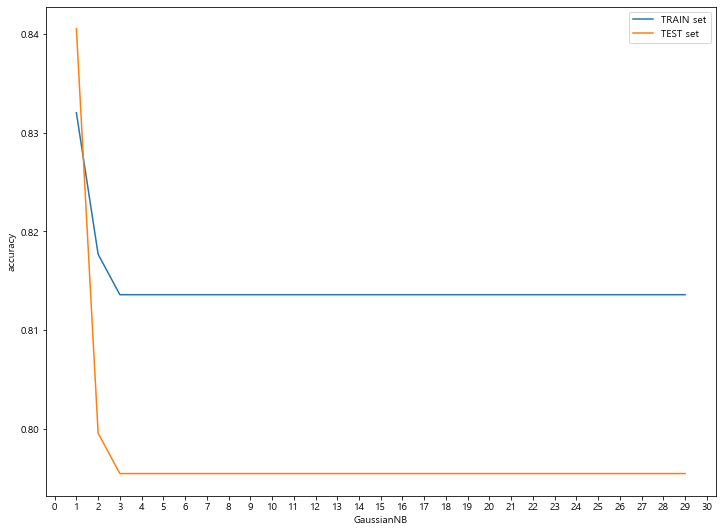 TRAIN set
TEST set
0.84
0.83
0.82
0.81
0.80
accuracy
0 1 2 3 4 5 6 7 8 9 10 11 12 13 14 15 16 17 18 19 20 21 22 23 24 25 26 27 28 29 30
GaussianNB